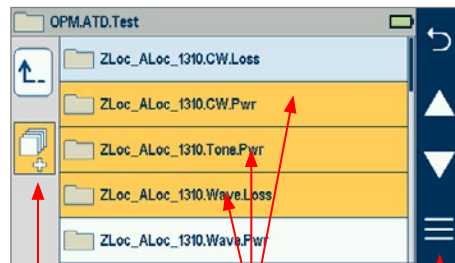 OPM.ATD.Test
ZLoc_ALoc_1310.CW.Loss
ZLoc_ALoc_1310.CW.Pwr
ZLoc_ALoc_1310.Tone.Pwr
ZLoc_ALoc_1310.Wave.Loss
ZLoc_ALoc_1310.Wave.Pwr